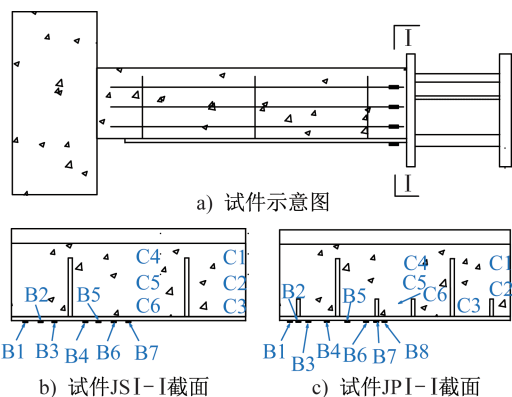 I
I
a) 试件示意图
C4 C1 C4 C1
C5 C2 C5 C6 C2
B2 B5 C6 C3 B2 B5 C3
B1 B3 B4 B6 B7 B1 B3 B4 B6 B7 B8
b) 试件JSⅠ-Ⅰ截面 c) 试件JPⅠ-Ⅰ截面